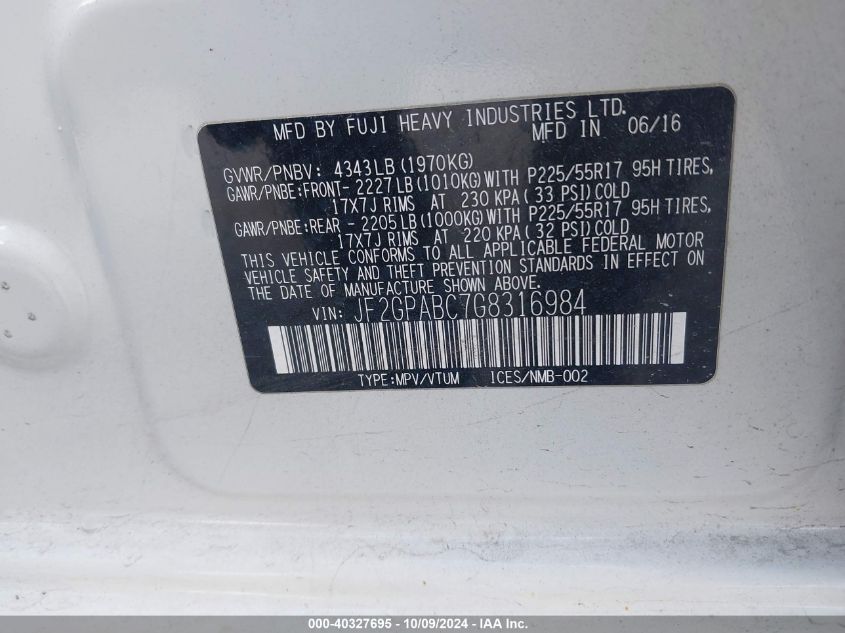 MFD BY FUJI HEAVY INDUSTRIES LTD.
MFD IN 06/16
GVWR/PNBV: 4343LB(1970KG)
GAWR/PNBE:FRONT- 2227LB(1010KG)WITH P225/55R17 95H TIRES,
17X7J RIMS AT 230 KPA(33 PSI)COLD
GAWR/PNBE:REAR - 2205LB(1000KG)WITH P225/55R17 95H TIRES,
17X7J RIMS AT 220 KPA(32 PSI)COLD
THIS VEHICLE CONFORMS TO ALL APPLICABLE FEDERAL MOTOR
VEHICLE SAFETY AND THEFT PREVENTION STANDARDS IN EFFECT ON
THE DATE OF MANUFACTURE SHOWN ABOVE.
VIN: JF2GPABC7G8316984
TYPE:MPV/VTUM ICES/NMB-002
000-40327695 - 10/09/2024 - IAA Inc.